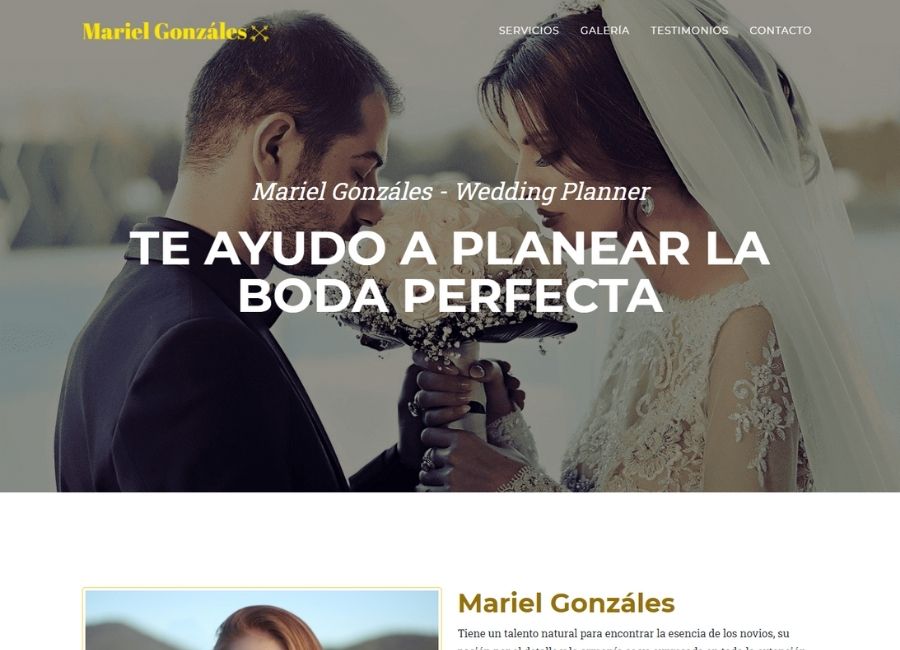 Mariel Gonzáles
SERVICIOS GALERÍA TESTIMONIOS CONTACTO
Mariel Gonzáles - Wedding Planner
TE AYUDO A PLANEAR LA
BODA PERFECTA
Mariel Gonzáles
Tiene un talento natural para encontrar la esencia de los novios, su